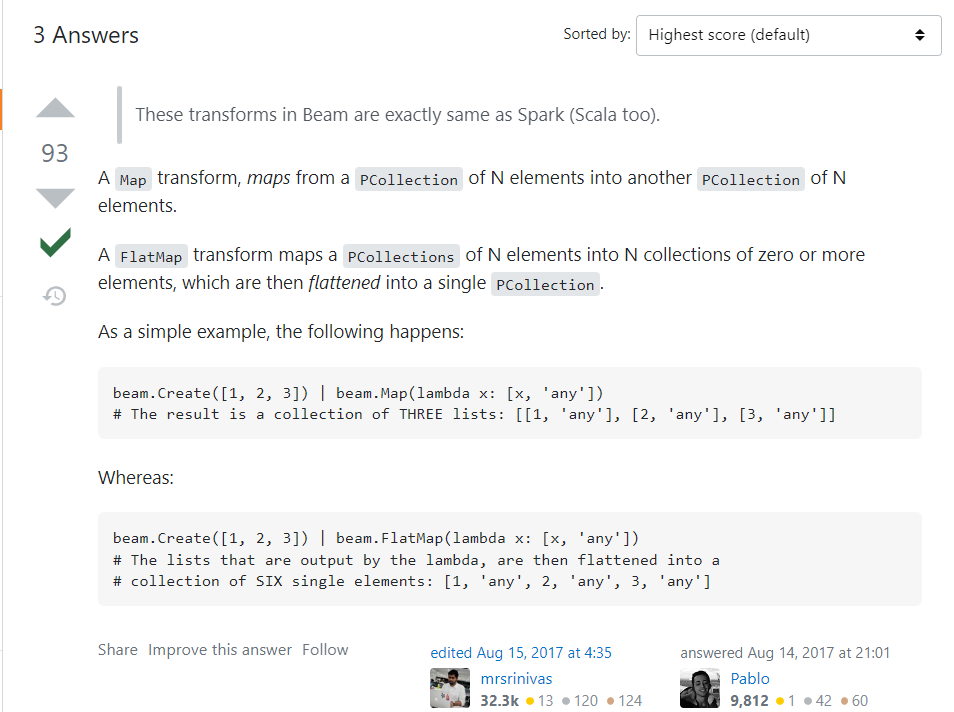 3 Answers
Sorted by: Highest score (default)
These transforms in Beam are exactly same as Spark (Scala too).
93
A Map transform, maps from a PCollection of N elements into another PCollection of N
elements.
A FlatMap transform maps a PCollections of N elements into N collections of zero or more
elements, which are then flattened into a single PCollection.
As a simple example, the following happens:
beam.Create([1, 2, 3]) | beam.Map(lambda x: [x, 'any'])
# The result is a collection of THREE lists: [[1, 'any'], [2, 'any'], [3, 'any']]
Whereas:
beam.Create([1, 2, 3]) | beam.FlatMap(lambda x: [x, 'any'])
# The lists that are output by the lambda, are then flattened into a
# collection of SIX single elements: [1, 'any', 2, 'any', 3, 'any']
Share Improve this answer Follow
edited Aug 15, 2017 at 4:35
mrsrinivas
32.3k 13 120 124
answered Aug 14, 2017 at 21:01
Pablo
9,812 1 42 60